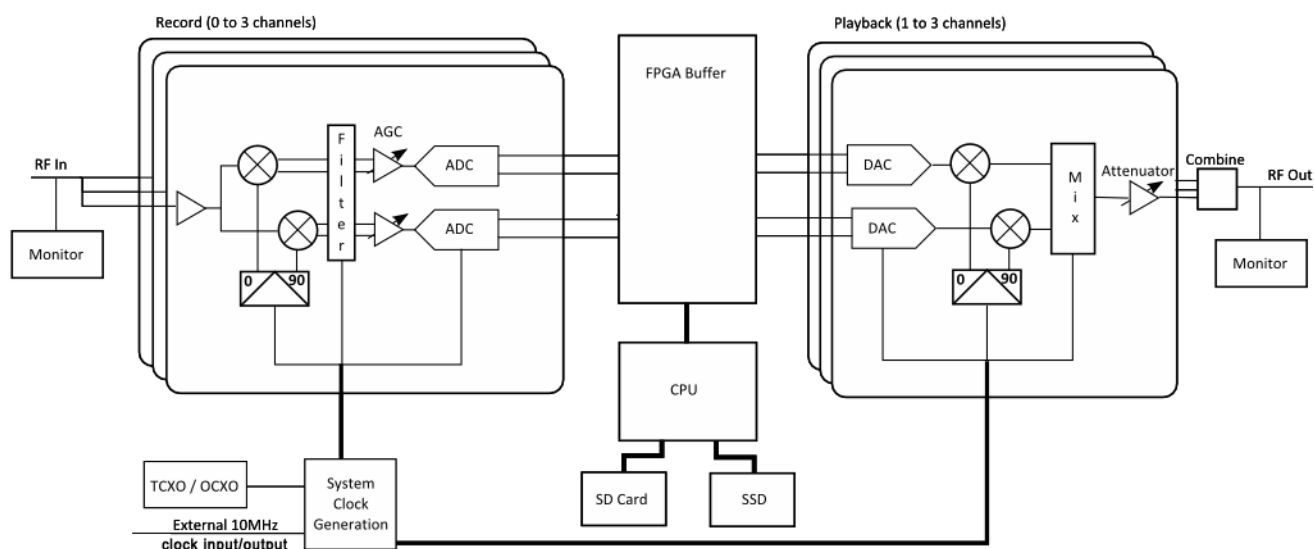 Record (0 to 3 channels)
Playback (1 to 3 channels)
FPGA Buffer
RF In
Monitor
0
90
F
i
l
t
e
r
AGC
ADC
ADC
DAC
DAC
0
90
M
i
x
Attenuator
Combine
RF Out
Monitor
CPU
SD Card
SSD
TCXO / OCXO
System
Clock
Generation
External 10MHz
clock input/output